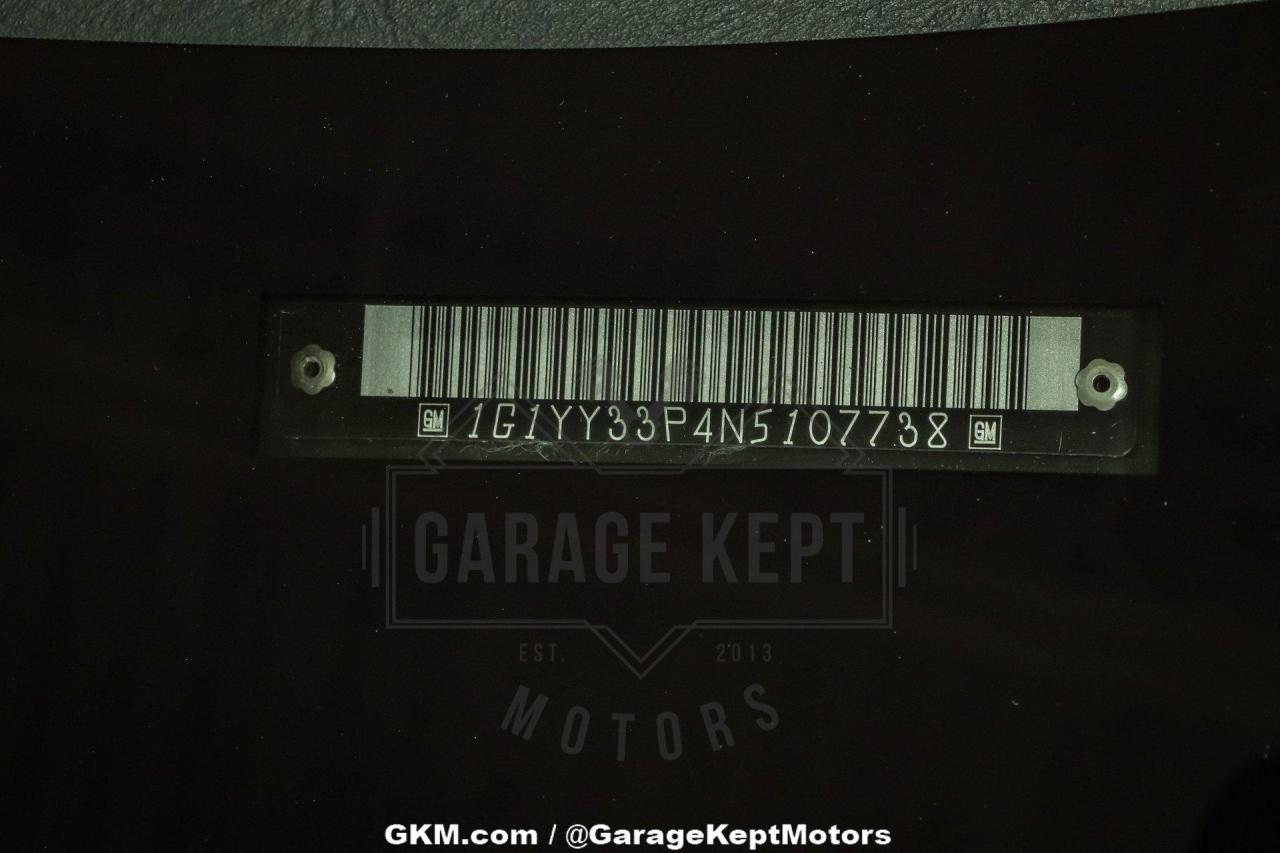 GM 1G1YY33P4N5107738 GM
GARAGE KEPT
EST. 2013
MOTORS
GKM.com / @GarageKeptMotors